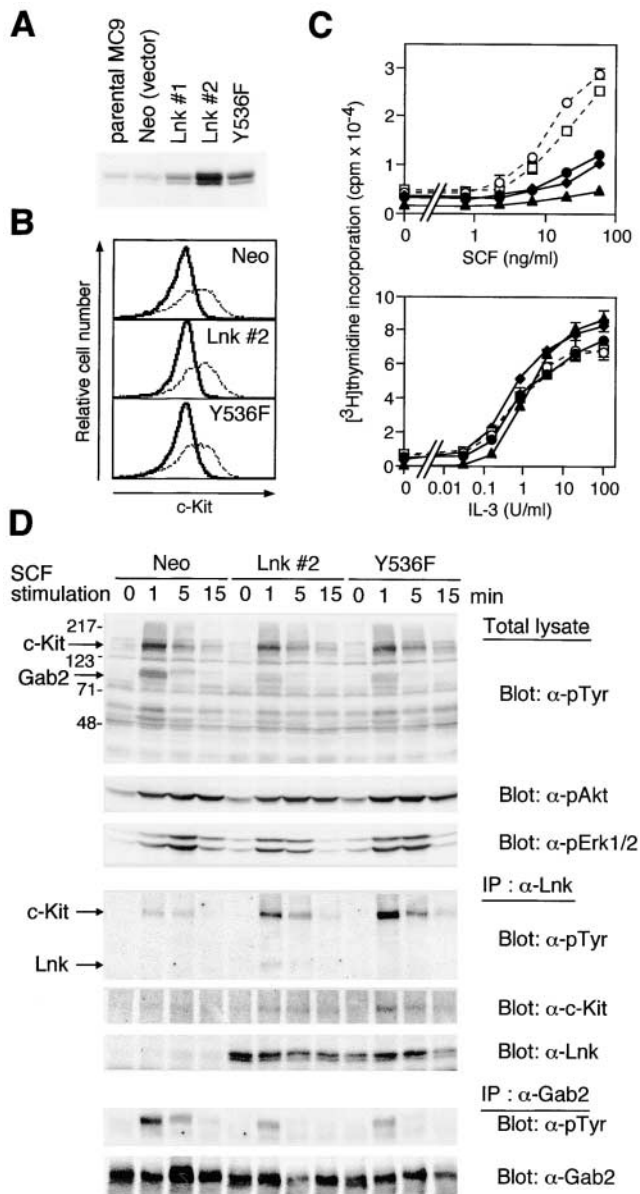 A
parental MC9
Neo (vector)
Lnk #1
Lnk #2
Y536F
B
Neo
Lnk #2
Y536F
Relative cell number
c-Kit
C
[³H]thymidine incorporation (cpm x 10⁻⁴)
3
2
1
0
0 1 10 100
SCF (ng/ml)
10
8
6
4
2
0
0 0.01 0.1 1 10 100
IL-3 (U/ml)
D
Neo Lnk #2 Y536F
SCF
stimulation 0 1 5 15 0 1 5 15 0 1 5 15 min
217-
c-Kit
123
Gab2
71-
48-
Total lysate
Blot: α-pTyr
Blot: α-pAkt
Blot: α-pErk1/2
IP : α-Lnk
c-Kit
Blot: α-pTyr
Lnk
Blot: α-c-Kit
Blot: α-Lnk
IP : α-Gab2
Blot: α-pTyr
Blot: α-Gab2